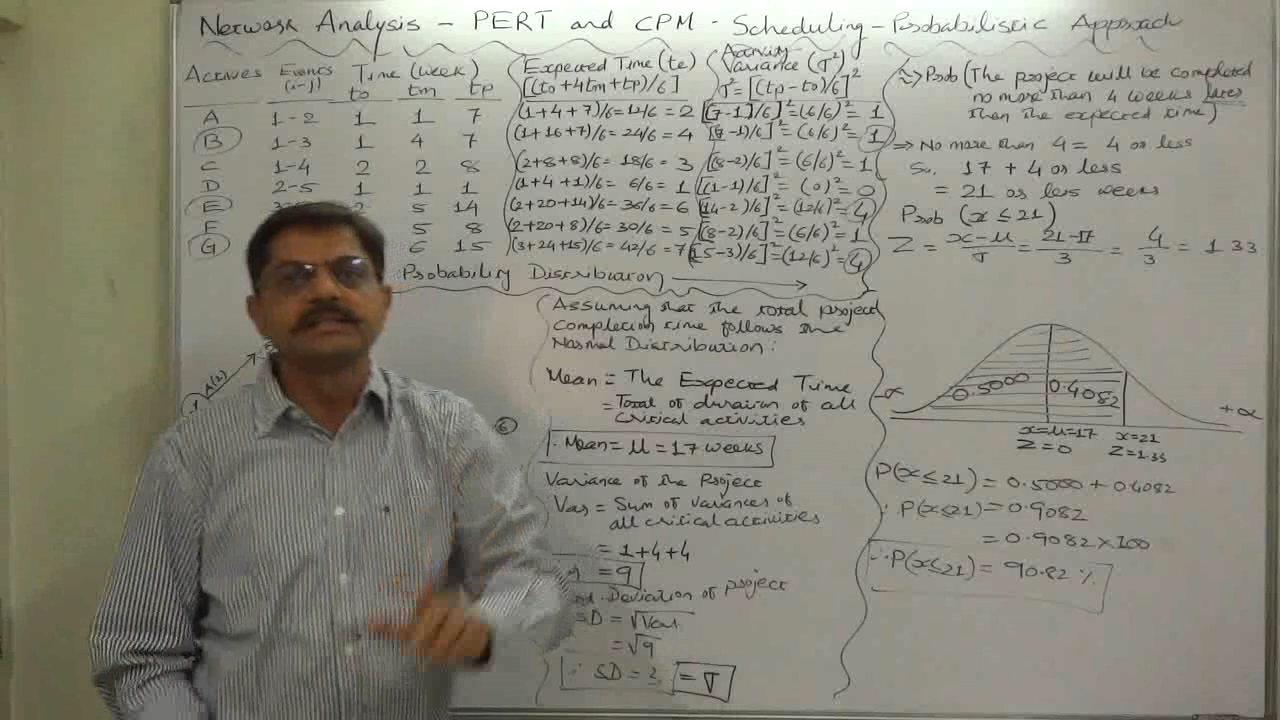 Network Analysis - PERT and CPM - Scheduling - Probabilistic Approach
Activies Events (i-j) Time (week) to tm tp
Expected Time (te) [(to+4tm+tp)/6]
Activity Variance (σ²) σ² = [(tp-to)/6]²
A 1-2 1 1 7 (1+4+7)/6=12/6=2 [(7-1)/6]²=(6/6)²=1
B 1-3 1 4 7 (1+16+7)/6=24/6=4 [(7-1)/6]²=(6/6)²=1
C 1-4 2 2 8 (2+8+8)/6=18/6=3 [(8-2)/6]²=(6/6)²=1
D 2-5 1 1 1 (1+4+1)/6=6/6=1 [(1-1)/6]²=(0)²=0
E 5 14 (2+20+14)/6=36/6=6 [14-2)/6]²=(12/6)²=4
F 5 8 (2+20+8)/6=30/6=5 [(8-2)/6]²=(6/6)²=1
G 6 15 (3+24+15)/6=42/6=7 [15-3)/6]²=(12/6)²=4
Probability Distribution
A(2)
6
Assuming that the total project
Completion time follows the
Normal Distribution:
Mean = The Expected Time
= Total of duration of all
critical activities
∴ Mean = μ = 17 weeks
Variance of the Project
Var = Sum of variances of
all critical activities
= 1+4+4
= 9
Deviation of project
D = √Var
= √9
∴ SD = 3 = σ
Prob (The project will be completed
no more than 4 weeks later
than the expected time)
⇒ No more than 4 = 4 or less
So, 17 + 4 or less
= 21 or less weeks
Prob (x ≤ 21)
Z = x-μ/σ = 21-17/3 = 4/3 = 1.33
0.5000 0.4082
-α +α
x=μ=17 x=21
Z=0 Z=1.33
P(x≤21) = 0.5000 + 0.4082
∴ P(x≤21) = 0.9082
= 0.9082×100
∴ P(x≤21) = 90.82 %